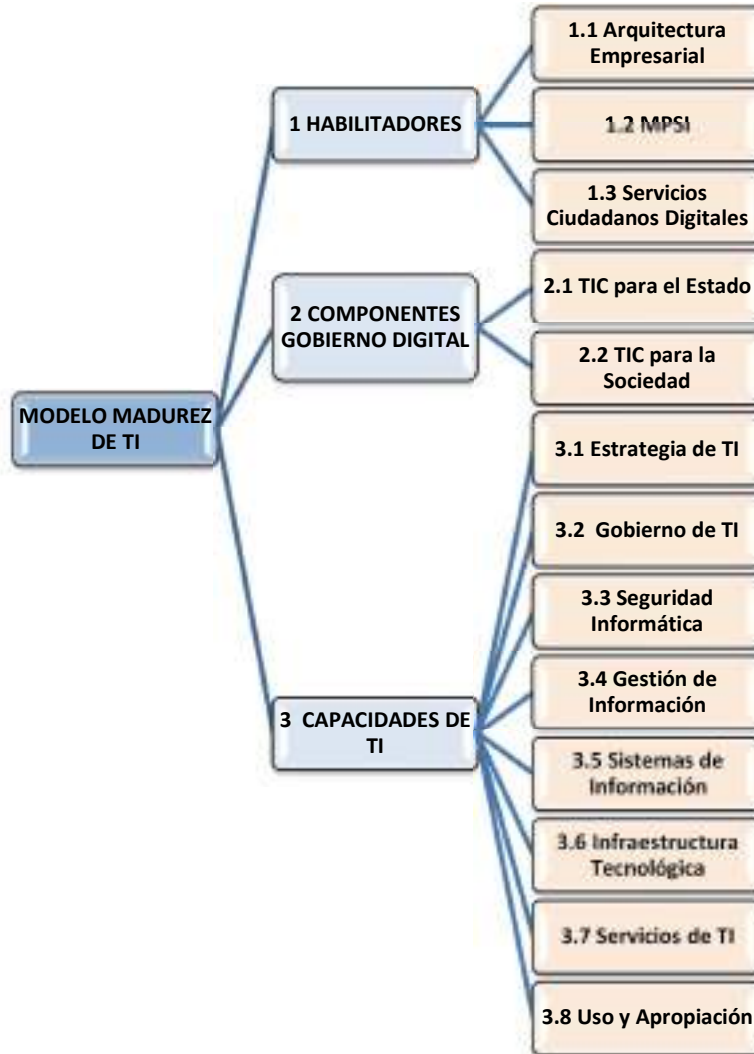 MODELO MADUREZ
DE TI
1 HABILITADORES
1.1 Arquitectura
Empresarial
1.2 MPSI
1.3 Servicios
Ciudadanos Digitales
2 COMPONENTES
GOBIERNO DIGITAL
2.1 TIC para el Estado
2.2 TIC para la
Sociedad
3 CAPACIDADES DE
TI
3.1 Estrategia de TI
3.2 Gobierno de TI
3.3 Seguridad
Informática
3.4 Gestión de
Información
3.5 Sistemas de
Información
3.6 Infraestructura
Tecnológica
3.7 Servicios de TI
3.8 Uso y Apropiación